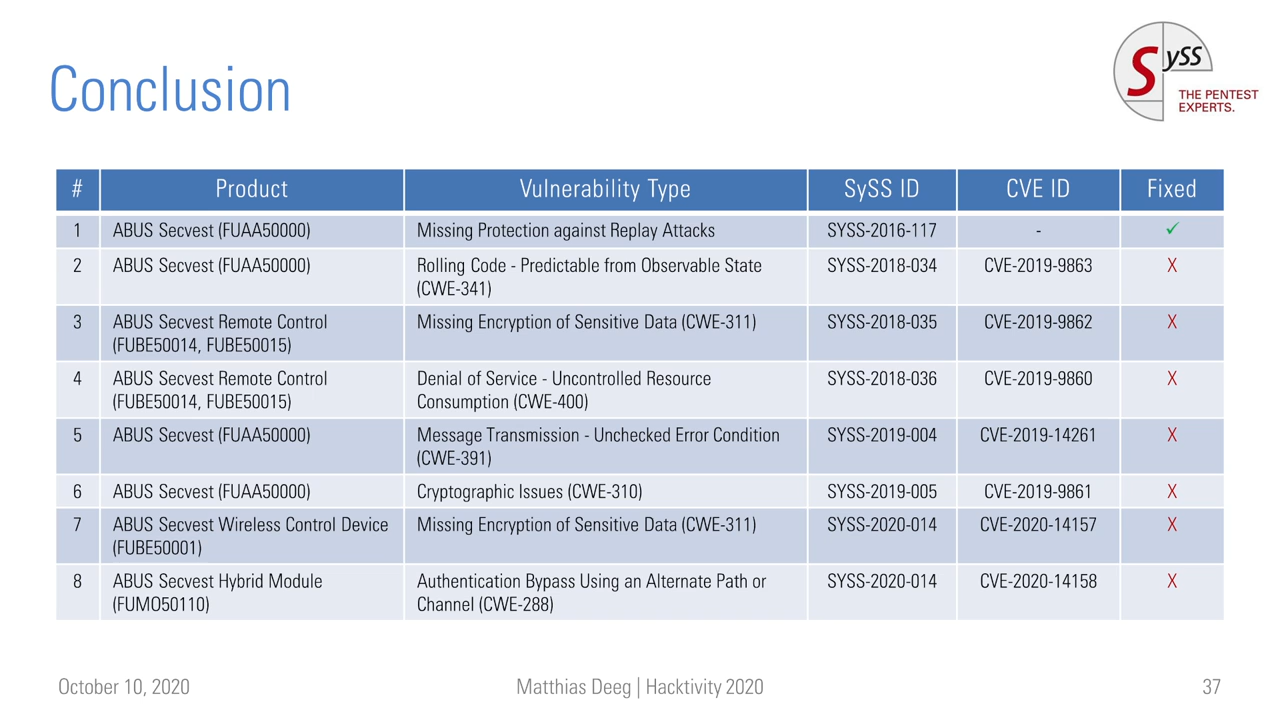 Conclusion
SySS
THE PENTEST
EXPERTS.
# Product Vulnerability Type SySS ID CVE ID Fixed
1 ABUS Secvest (FUAA50000) Missing Protection against Replay Attacks SYSS-2016-117 - ✓
2 ABUS Secvest (FUAA50000) Rolling Code - Predictable from Observable State SYSS-2018-034 CVE-2019-9863 X
(CWE-341)
3 ABUS Secvest Remote Control Missing Encryption of Sensitive Data (CWE-311) SYSS-2018-035 CVE-2019-9862 X
(FUBE50014, FUBE50015)
4 ABUS Secvest Remote Control Denial of Service - Uncontrolled Resource SYSS-2018-036 CVE-2019-9860 X
(FUBE50014, FUBE50015) Consumption (CWE-400)
5 ABUS Secvest (FUAA50000) Message Transmission - Unchecked Error Condition SYSS-2019-004 CVE-2019-14261 X
(CWE-391)
6 ABUS Secvest (FUAA50000) Cryptographic Issues (CWE-310) SYSS-2019-005 CVE-2019-9861 X
7 ABUS Secvest Wireless Control Device Missing Encryption of Sensitive Data (CWE-311) SYSS-2020-014 CVE-2020-14157 X
(FUBE50001)
8 ABUS Secvest Hybrid Module Authentication Bypass Using an Alternate Path or SYSS-2020-014 CVE-2020-14158 X
(FUMO50110) Channel (CWE-288)
October 10, 2020 Matthias Deeg | Hacktivity 2020 37